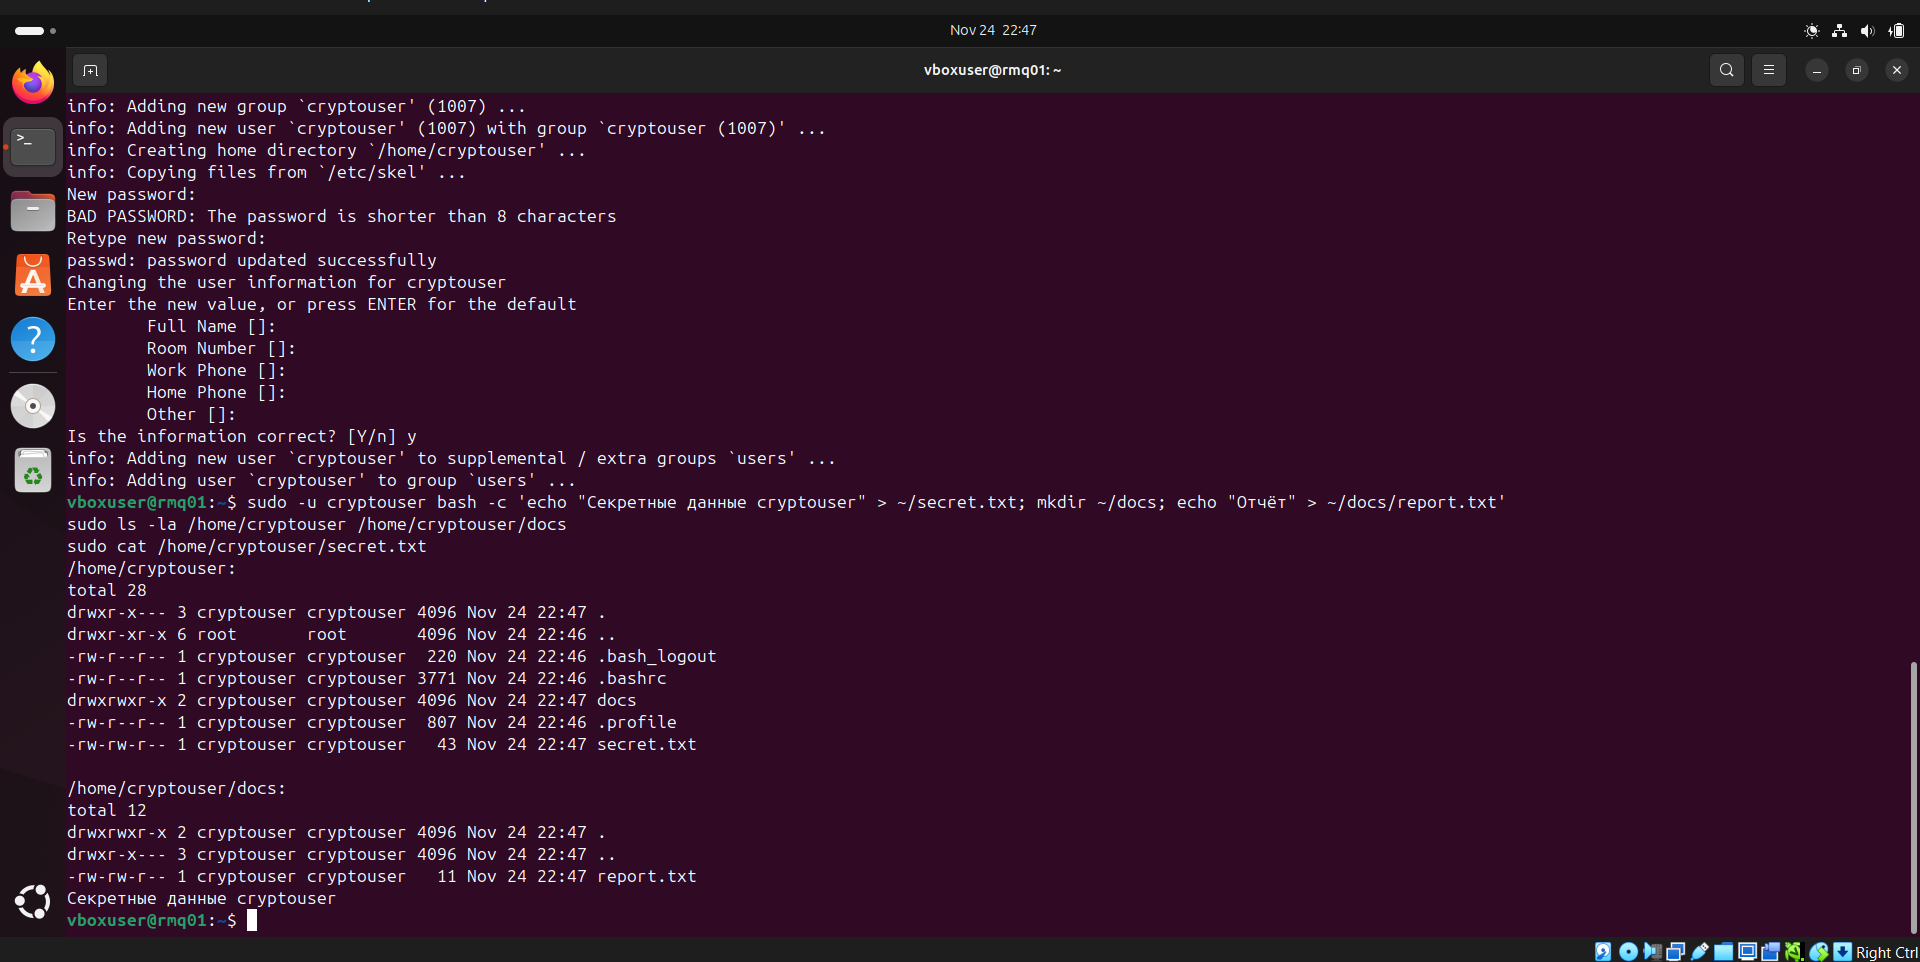 Nov 24 22:47
vboxuser@rmq01: ~
info: Adding new group `cryptouser' (1007) ...
info: Adding new user `cryptouser' (1007) with group `cryptouser (1007)' ...
info: Creating home directory `/home/cryptouser' ...
info: Copying files from `/etc/skel' ...
New password:
BAD PASSWORD: The password is shorter than 8 characters
Retype new password:
passwd: password updated successfully
Changing the user information for cryptouser
Enter the new value, or press ENTER for the default
Full Name []:
Room Number []:
Work Phone []:
Home Phone []:
Other []:
Is the information correct? [Y/n] y
info: Adding new user `cryptouser' to supplemental / extra groups `users' ...
info: Adding user `cryptouser' to group `users' ...
vboxuser@rmq01:~$ sudo -u cryptouser bash -c 'echo "Секретные данные cryptouser" > ~/secret.txt; mkdir ~/docs; echo "Отчёт" > ~/docs/report.txt'
sudo ls -la /home/cryptouser /home/cryptouser/docs
sudo cat /home/cryptouser/secret.txt
/home/cryptouser:
total 28
drwxr-x--- 3 cryptouser cryptouser 4096 Nov 24 22:47 .
drwxr-xr-x 6 root       root       4096 Nov 24 22:46 ..
-rw-r--r-- 1 cryptouser cryptouser  220 Nov 24 22:46 .bash_logout
-rw-r--r-- 1 cryptouser cryptouser 3771 Nov 24 22:46 .bashrc
drwxrwxr-x 2 cryptouser cryptouser 4096 Nov 24 22:47 docs
-rw-r--r-- 1 cryptouser cryptouser  807 Nov 24 22:46 .profile
-rw-rw-r-- 1 cryptouser cryptouser   43 Nov 24 22:47 secret.txt
/home/cryptouser/docs:
total 12
drwxrwxr-x 2 cryptouser cryptouser 4096 Nov 24 22:47 .
drwxr-x--- 3 cryptouser cryptouser 4096 Nov 24 22:47 ..
-rw-rw-r-- 1 cryptouser cryptouser   11 Nov 24 22:47 report.txt
Секретные данные cryptouser
vboxuser@rmq01:~$
Right Ctrl